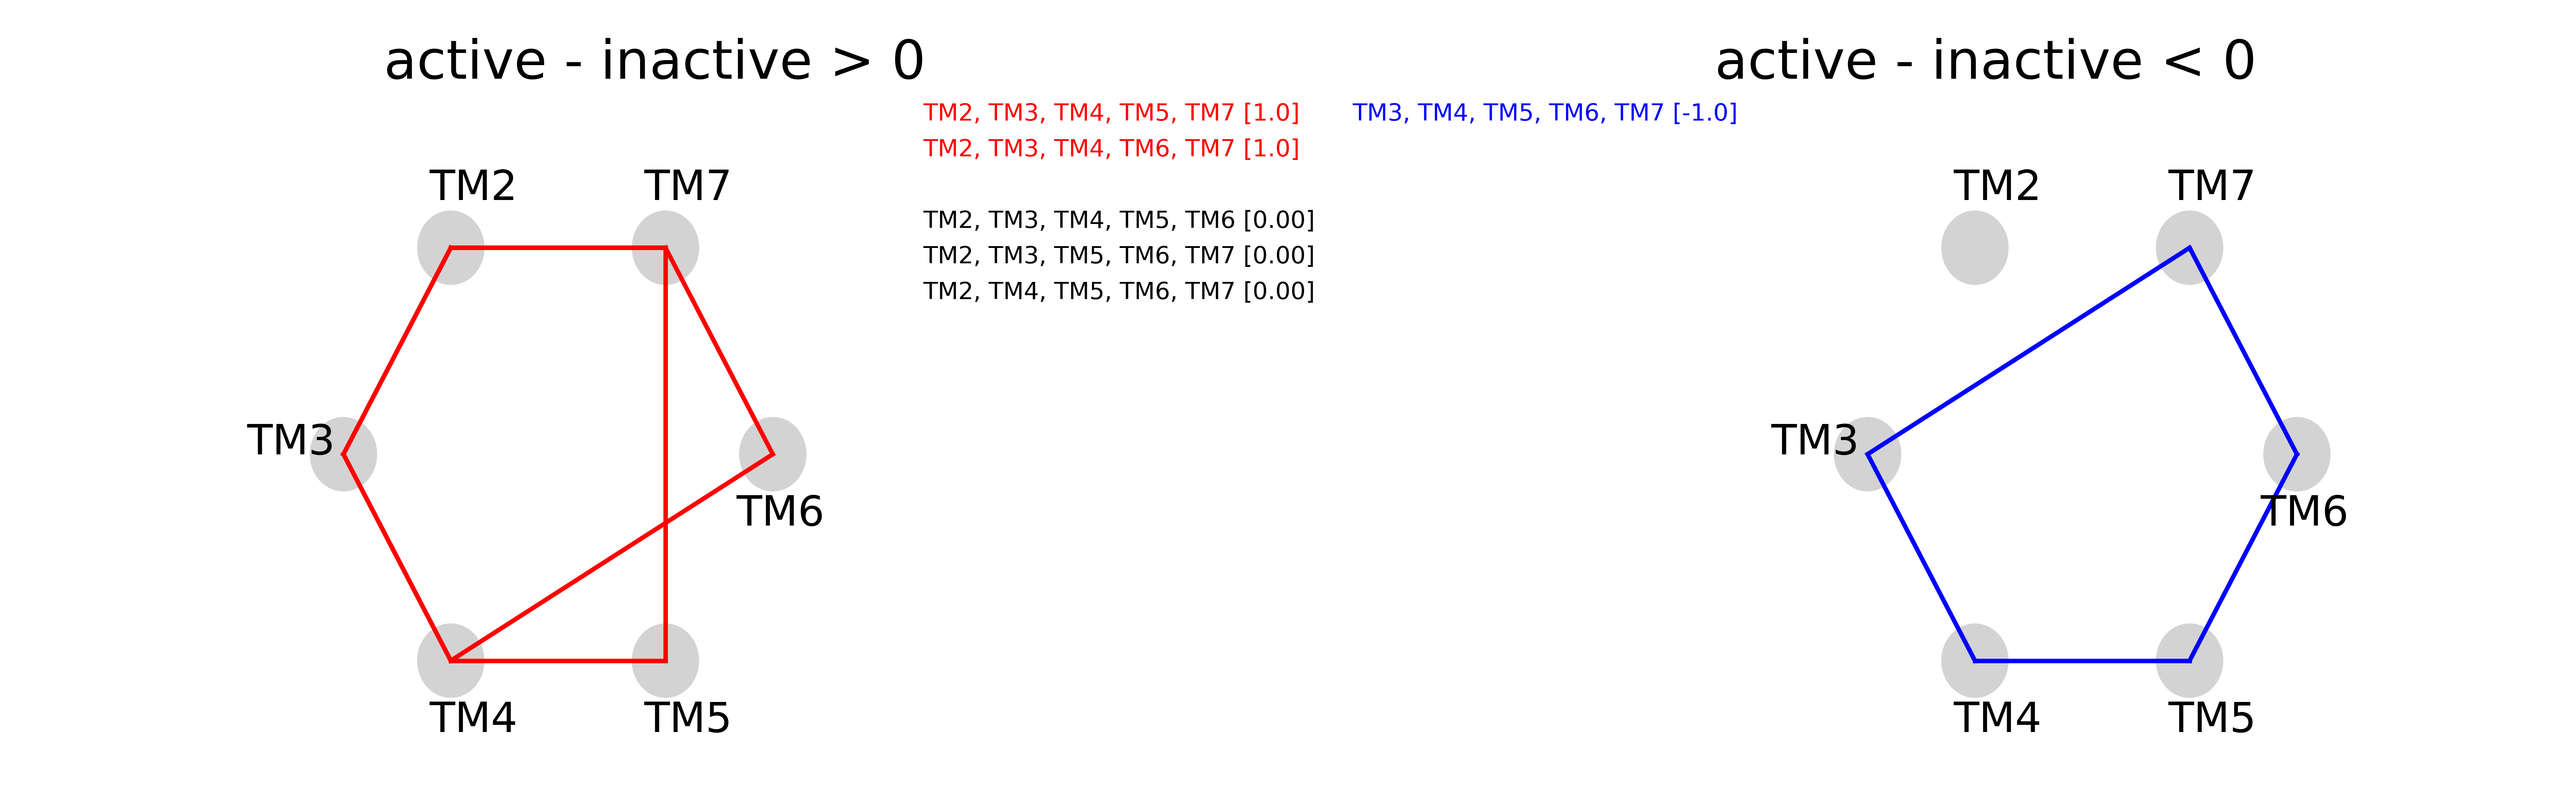 active - inactive > 0
active - inactive < 0
TM2, TM3, TM4, TM5, TM7 [1.0]
TM3, TM4, TM5, TM6, TM7 [-1.0]
TM2, TM3, TM4, TM6, TM7 [1.0]
TM2, TM3, TM4, TM5, TM6 [0.00]
TM2, TM3, TM5, TM6, TM7 [0.00]
TM2, TM4, TM5, TM6, TM7 [0.00]
TM2
TM7
TM3
TM6
TM4
TM5
TM2
TM7
TM3
TM6
TM4
TM5